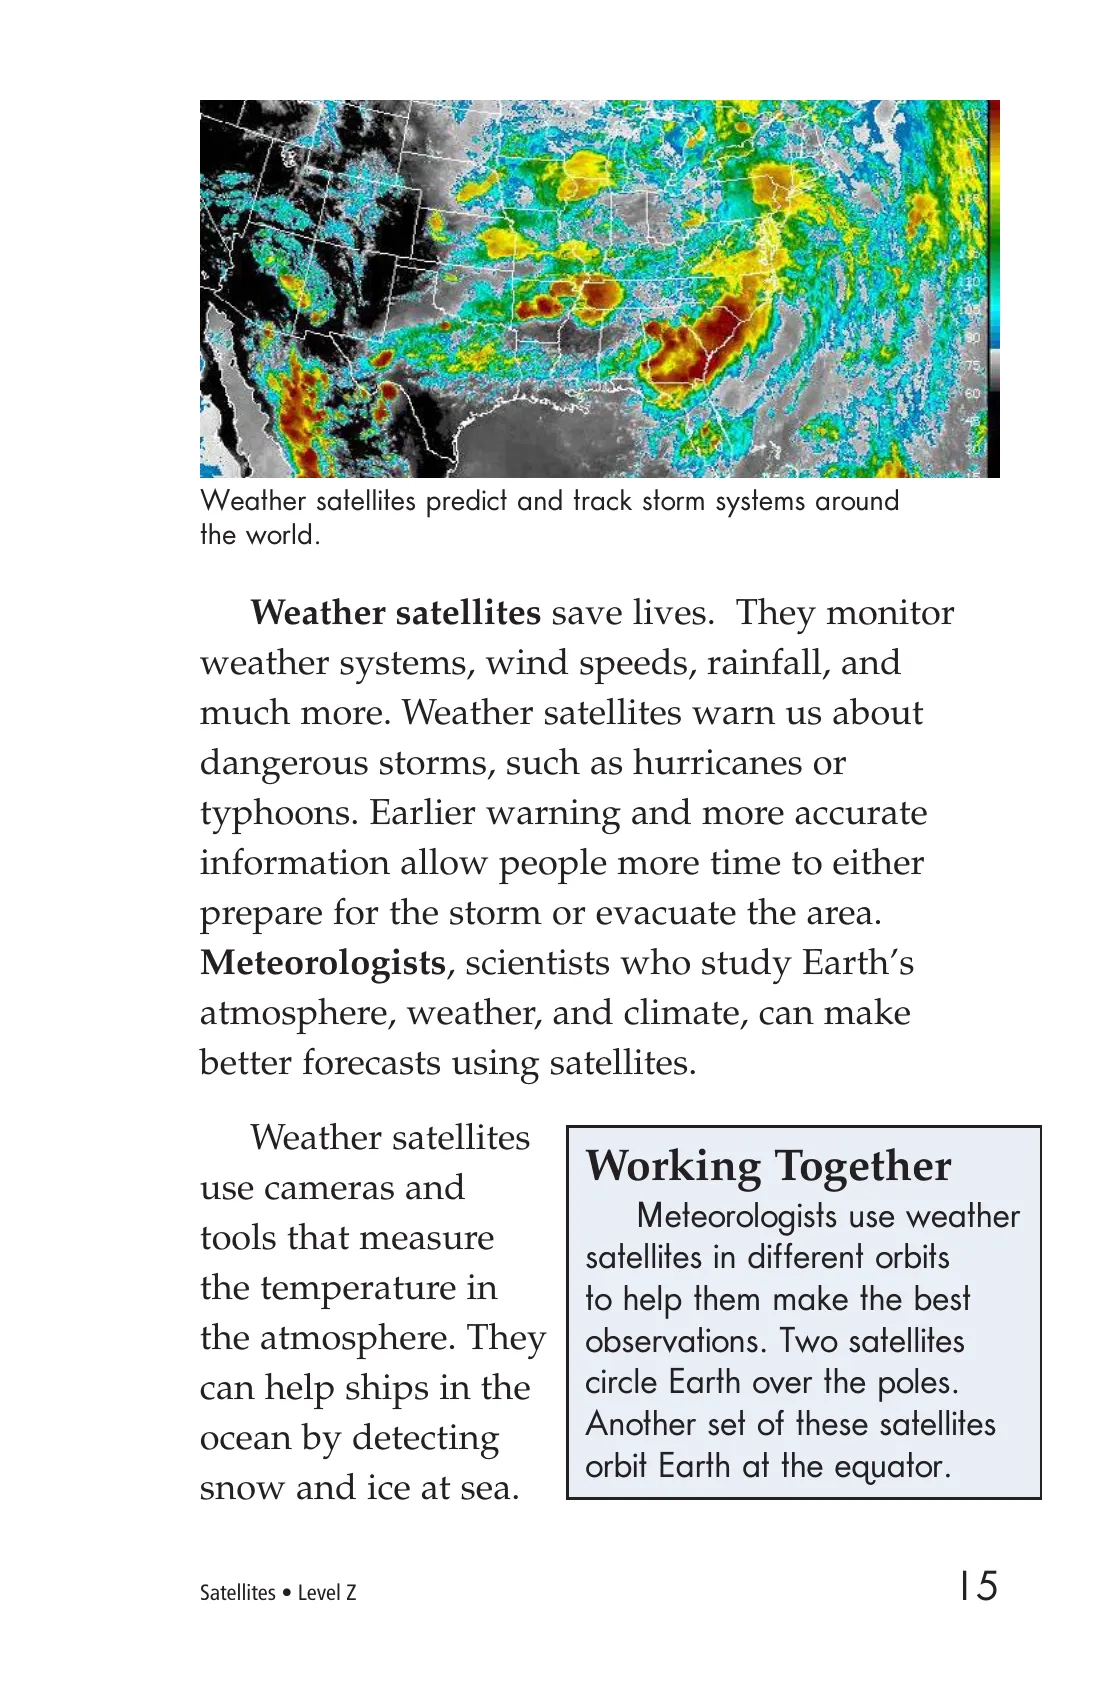 210
195
75
60
Weather satellites predict and track storm systems around
the world.
Weather satellites save lives.  They monitor
weather systems, wind speeds, rainfall, and
much more. Weather satellites warn us about
dangerous storms, such as hurricanes or
typhoons. Earlier warning and more accurate
information allow people more time to either
prepare for the storm or evacuate the area.
Meteorologists, scientists who study Earth’s
atmosphere, weather, and climate, can make
better forecasts using satellites.
Weather satellites
use cameras and
tools that measure
the temperature in
the atmosphere. They
can help ships in the
ocean by detecting
snow and ice at sea.
Working Together
Meteorologists use weather
satellites in different orbits
to help them make the best
observations. Two satellites
circle Earth over the poles.
Another set of these satellites
orbit Earth at the equator.
Satellites • Level Z
15